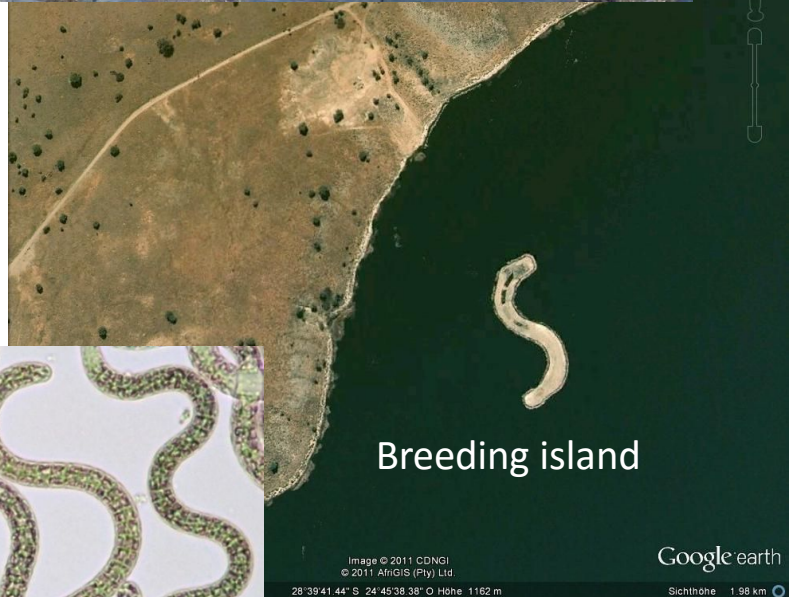 Breeding island
Image © 2011 CDNGI
© 2011 AfriGIS (Pty) Ltd.
Google earth
28°39'41.44" S 24°45'38.38" O Höhe 1162 m
Sichthöhe 1.98 km